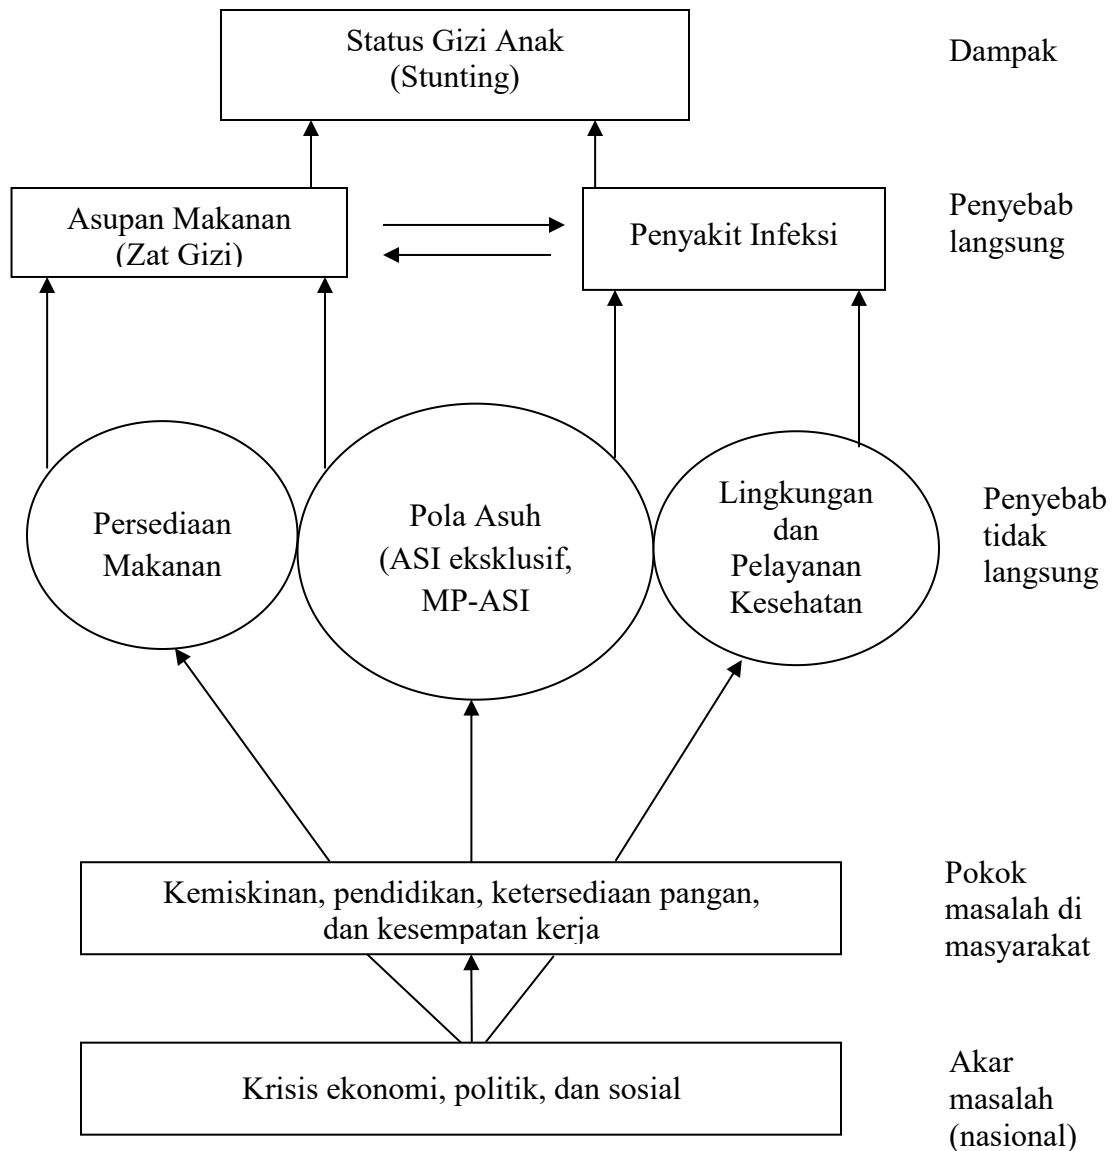 Status Gizi Anak
(Stunting)
Dampak
Asupan Makanan
(Zat Gizi)
Penyakit Infeksi
Penyebab
langsung
Persediaan
Makanan
Pola Asuh
(ASI eksklusif,
MP-ASI
Lingkungan
dan
Pelayanan
Kesehatan
Penyebab
tidak
langsung
Kemiskinan, pendidikan, ketersediaan pangan,
dan kesempatan kerja
Pokok
masalah di
masyarakat
Krisis ekonomi, politik, dan sosial
Akar
masalah
(nasional)